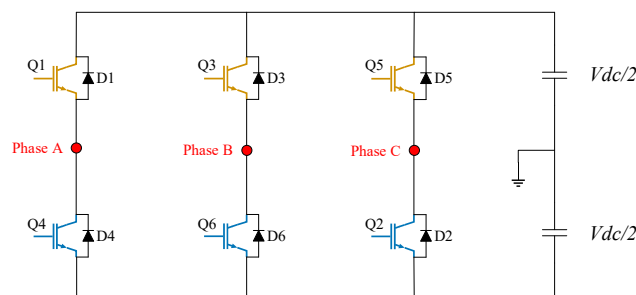 Q1 D1 Q3 D3 Q5 D5 Vdc/2
Phase A Phase B Phase C
Q4 D4 Q6 D6 Q2 D2 Vdc/2